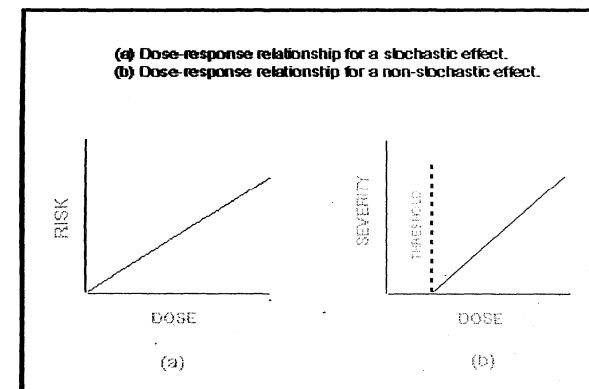 (a) Dose-response relationship for a stochastic effect.
(b) Dose-response relationship for a non-stochastic effect.
RISK
DOSE
(a)
SEVERITY
THRESHOLD
DOSE
(b)